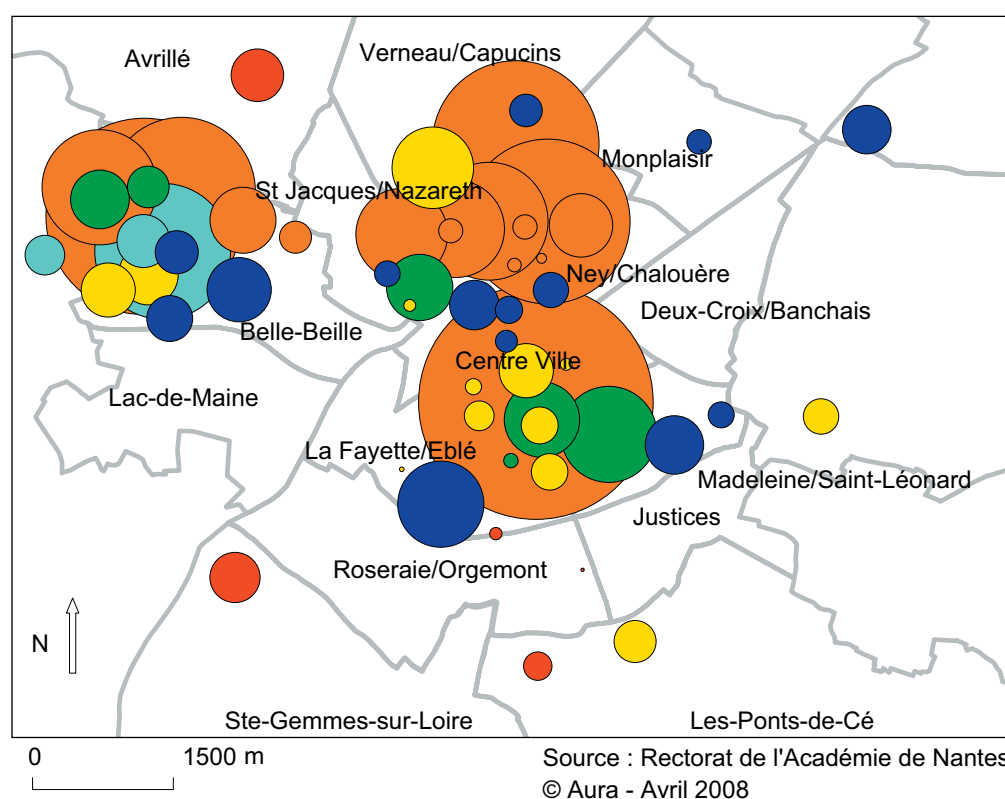 Avrillé
Verneau/Capucins
Monplaisir
St Jacques/Nazareth
Ney/Chalouère
Deux-Croix/Banchais
Belle-Beille
Centre Ville
Lac-de-Maine
La Fayette/Eblé
Madeleine/Saint-Léonard
Justices
Roseraie/Orgemont
N
Ste-Gemmes-sur-Loire
Les-Ponts-de-Cé
0 1500 m
Source : Rectorat de l'Académie de Nantes
© Aura - Avril 2008